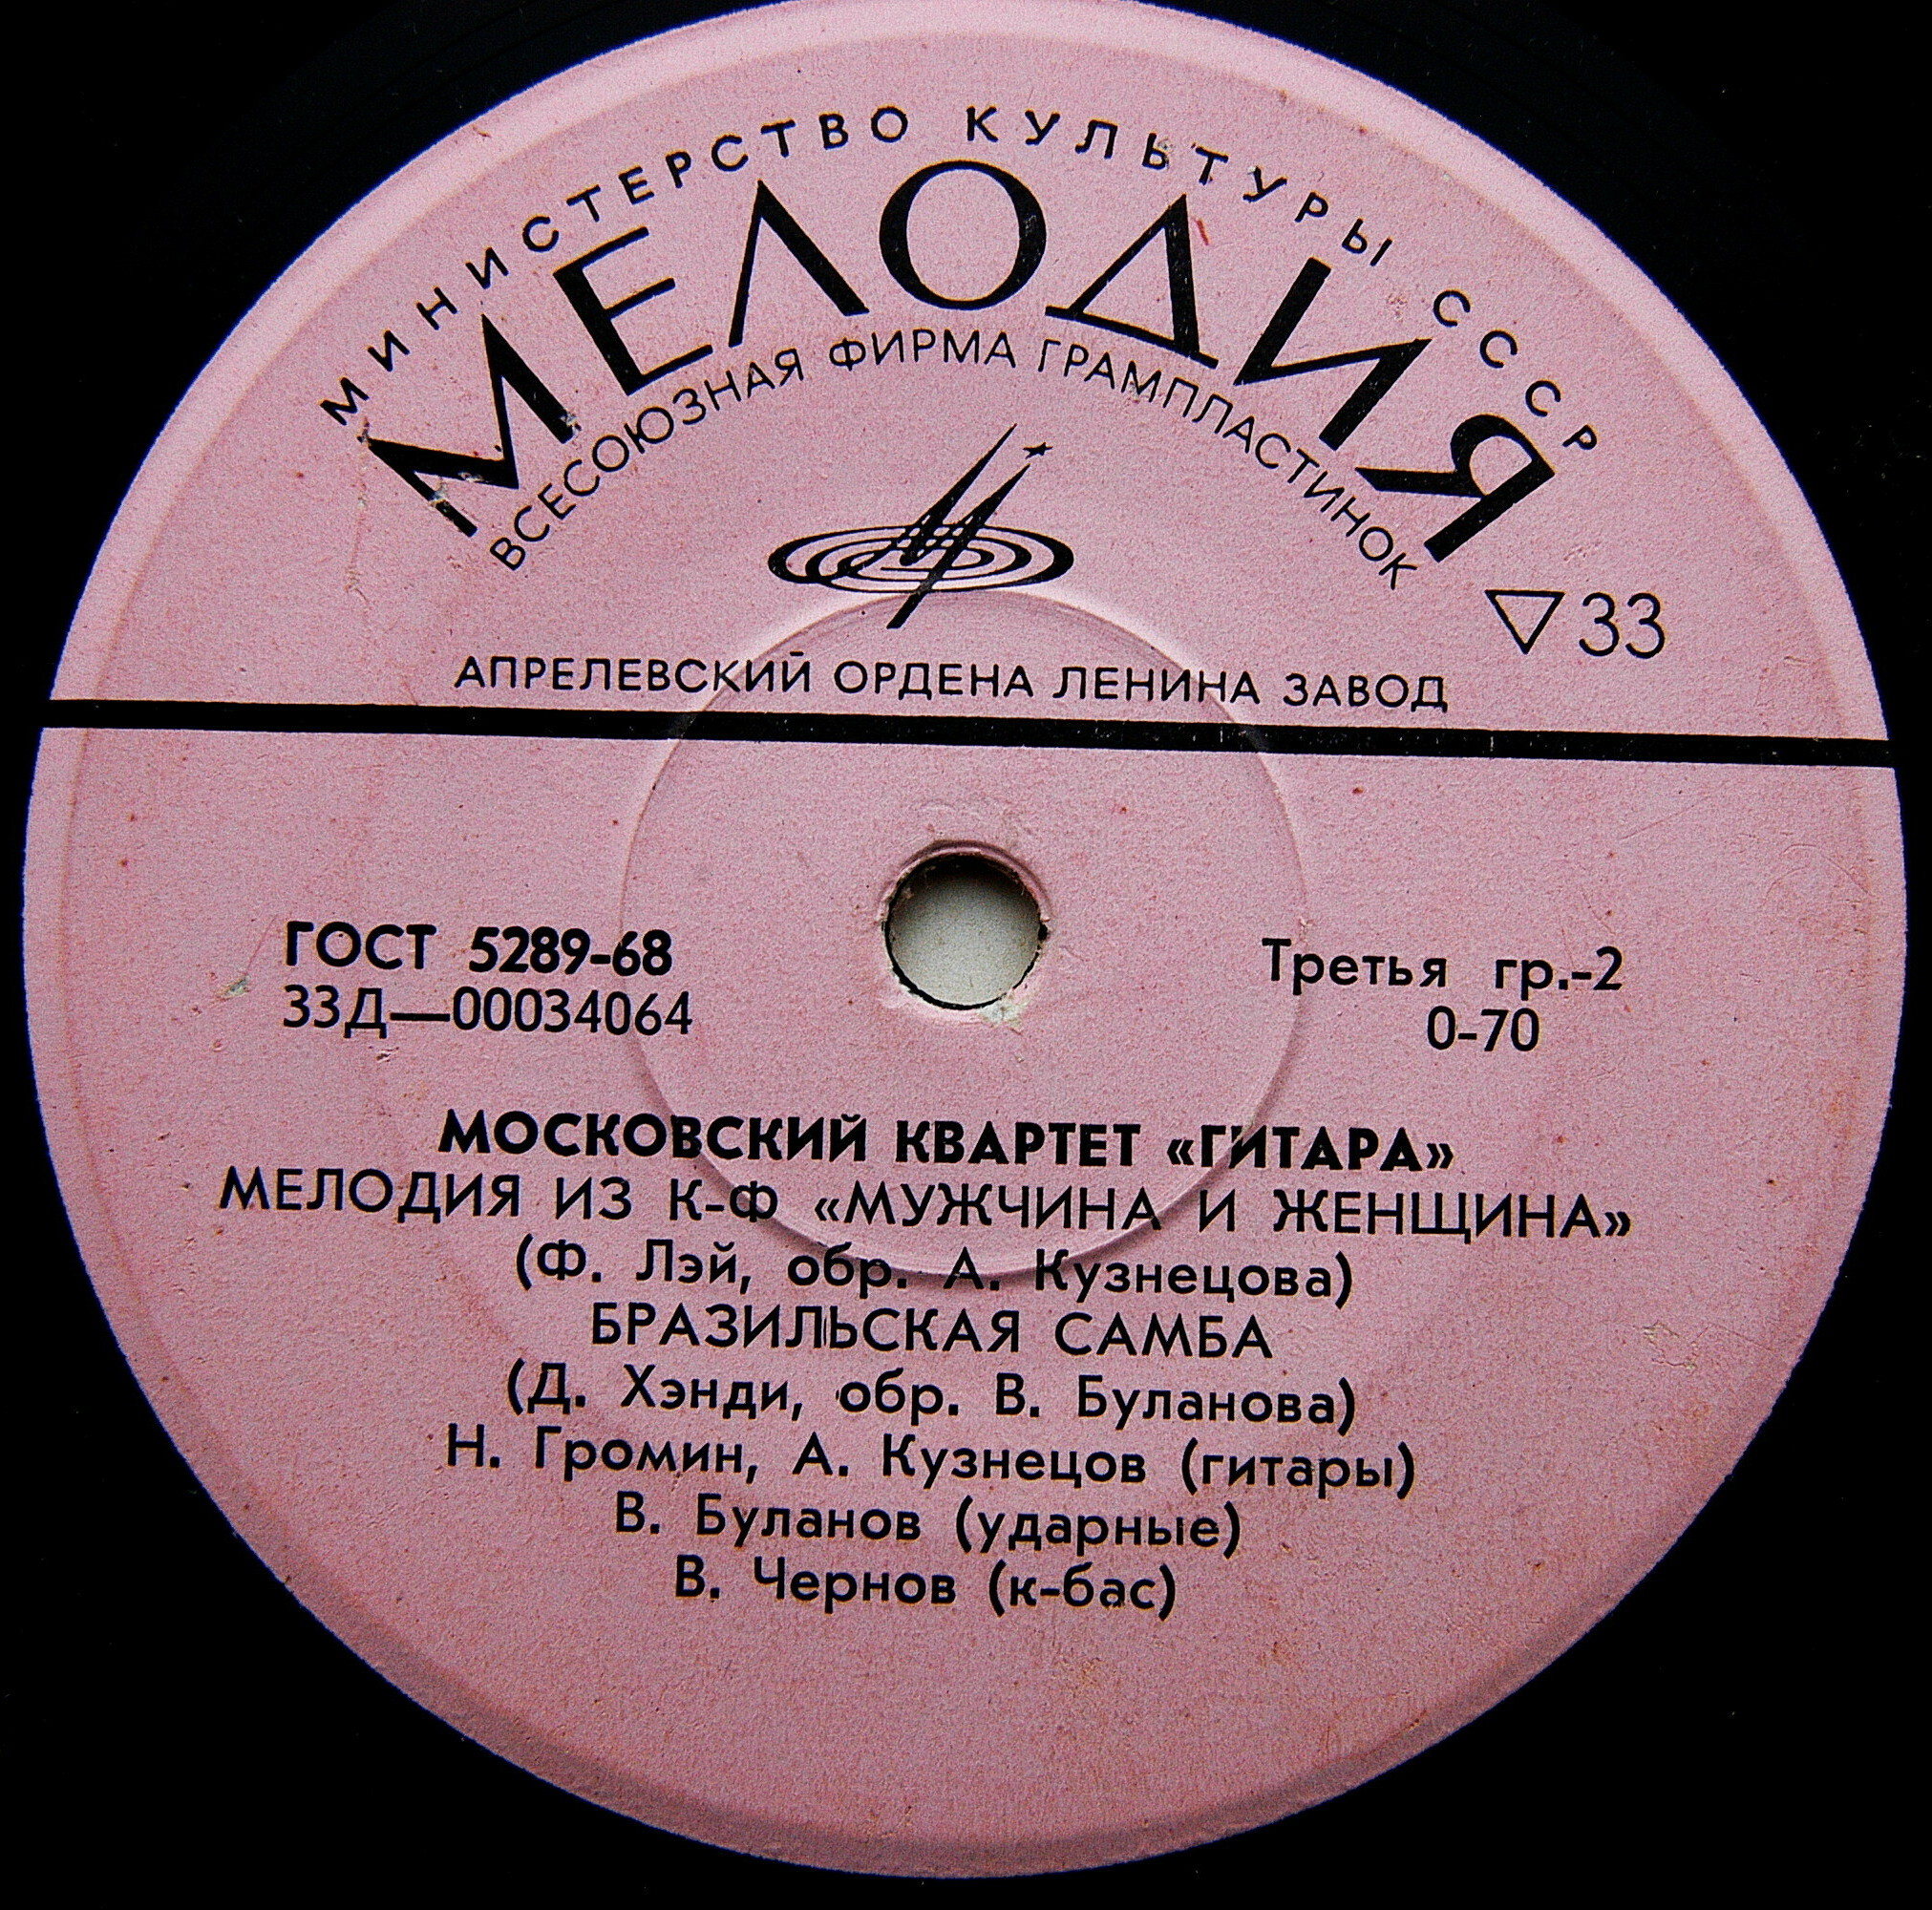 МИНИСТЕРСТВО КУЛЬТУРЫ СССР
МЕЛОДИЯ
ВСЕСОЮЗНАЯ ФИРМА ГРАМПЛАСТИНОК
33
АПРЕЛЕВСКИЙ ОРДЕНА ЛЕНИНА ЗАВОД
ГОСТ 5289-68
33Д—00034064
Третья гр.-2
0-70
МОСКОВСКИЙ КВАРТЕТ «ГИТАРА»
МЕЛОДИЯ ИЗ К-Ф «МУЖЧИНА И ЖЕНЩИНА»
(Ф. Лэй, обр. А. Кузнецова)
БРАЗИЛЬСКАЯ САМБА
(Д. Хэнди, обр. В. Буланова)
Н. Громин, А. Кузнецов (гитары)
В. Буланов (ударные)
В. Чернов (к-бас)